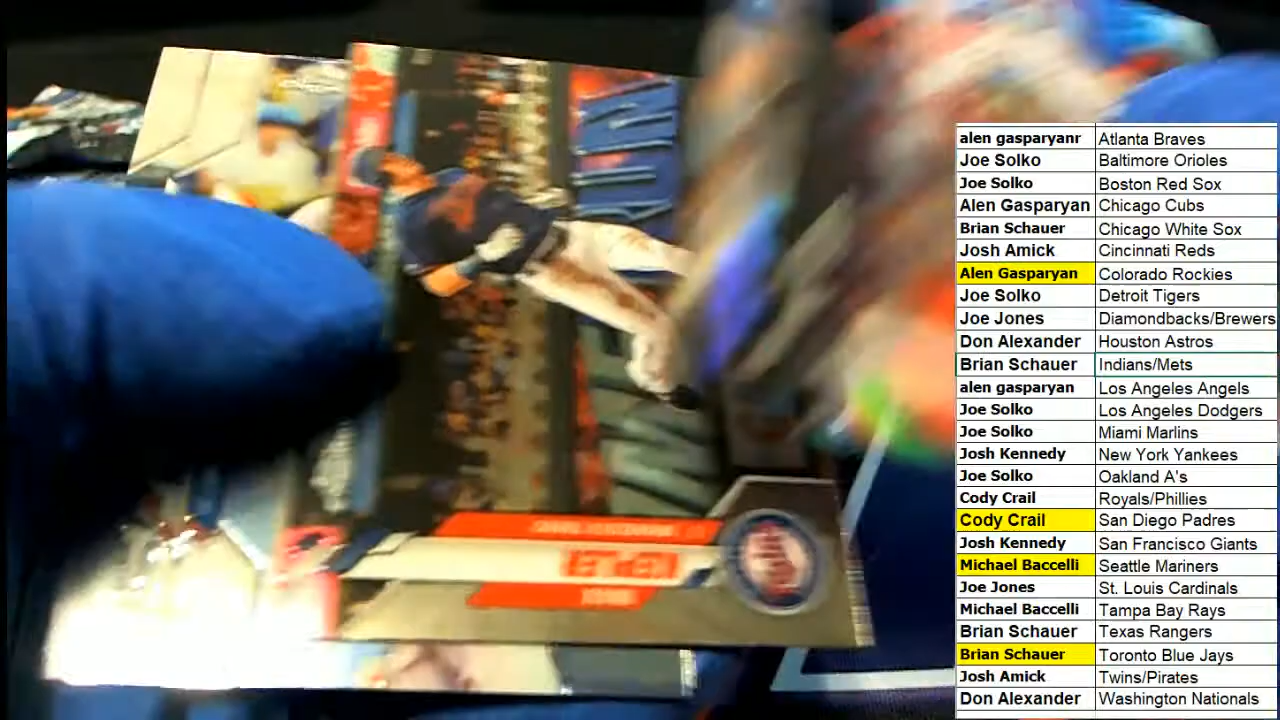 alen gasparyanr Atlanta Braves
Joe Solko Baltimore Orioles
Joe Solko Boston Red Sox
Alen Gasparyan Chicago Cubs
Brian Schauer Chicago White Sox
Josh Amick Cincinnati Reds
Alen Gasparyan Colorado Rockies
Joe Solko Detroit Tigers
Joe Jones Diamondbacks/Brewers
Don Alexander Houston Astros
Brian Schauer Indians/Mets
alen gasparyan Los Angeles Angels
Joe Solko Los Angeles Dodgers
Joe Solko Miami Marlins
Josh Kennedy New York Yankees
Joe Solko Oakland A's
Cody Crail Royals/Phillies
Cody Crail San Diego Padres
Josh Kennedy San Francisco Giants
Michael Baccelli Seattle Mariners
Joe Jones St. Louis Cardinals
Michael Baccelli Tampa Bay Rays
Brian Schauer Texas Rangers
Brian Schauer Toronto Blue Jays
Josh Amick Twins/Pirates
Don Alexander Washington Nationals
KEPLER